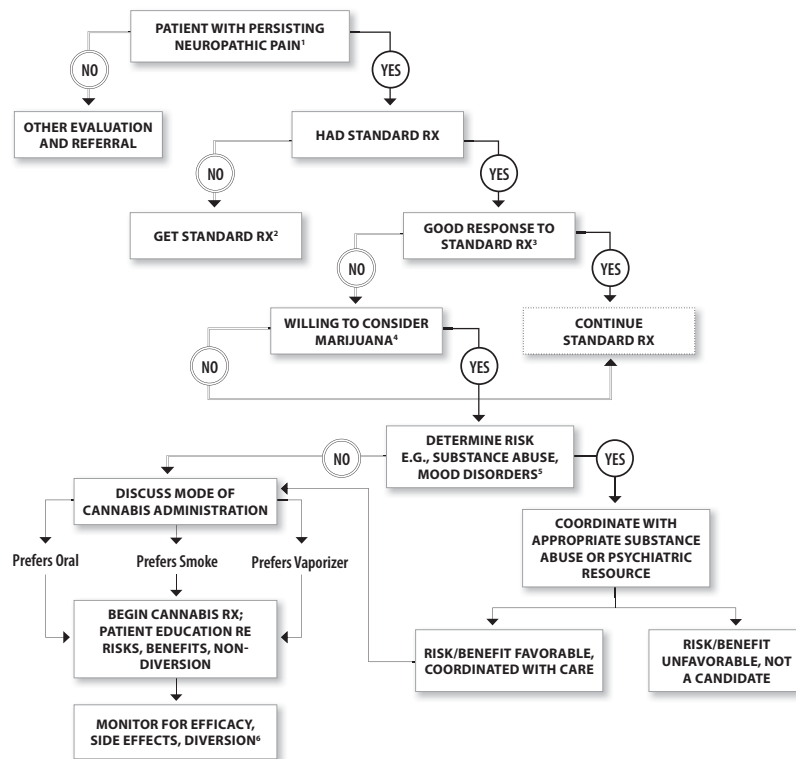 PATIENT WITH PERSISTING
NEUROPATHIC PAIN¹
NO
YES
OTHER EVALUATION
AND REFERRAL
HAD STANDARD RX
NO
YES
GET STANDARD RX²
GOOD RESPONSE TO
STANDARD RX³
NO
YES
WILLING TO CONSIDER
MARIJUANA⁴
CONTINUE
STANDARD RX
NO
YES
DETERMINE RISK
E.G., SUBSTANCE ABUSE,
MOOD DISORDERS⁵
NO
YES
DISCUSS MODE OF
CANNABIS ADMINISTRATION
COORDINATE WITH
APPROPRIATE SUBSTANCE
ABUSE OR PSYCHIATRIC
RESOURCE
Prefers Oral
Prefers Smoke
Prefers Vaporizer
BEGIN CANNABIS RX;
PATIENT EDUCATION RE
RISKS, BENEFITS, NON-
DIVERSION
RISK/BENEFIT FAVORABLE,
COORDINATED WITH CARE
RISK/BENEFIT
UNFAVORABLE, NOT
A CANDIDATE
MONITOR FOR EFFICACY,
SIDE EFFECTS, DIVERSION⁶